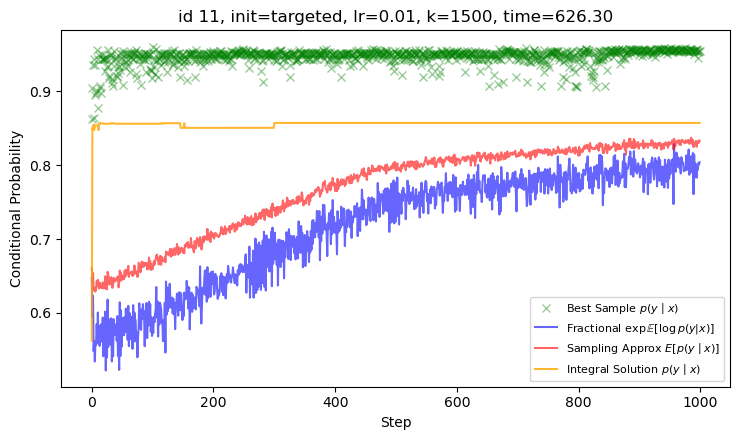 id 11, init=targeted, lr=0.01, k=1500, time=626.30
Conditional Probability
0.9
0.8
0.7
0.6
0
200
400
600
800
1000
Step
Best Sample p(y | x)
Fractional exp𝔼[log p(y|x)]
Sampling Approx E[p(y | x)]
Integral Solution p(y | x)